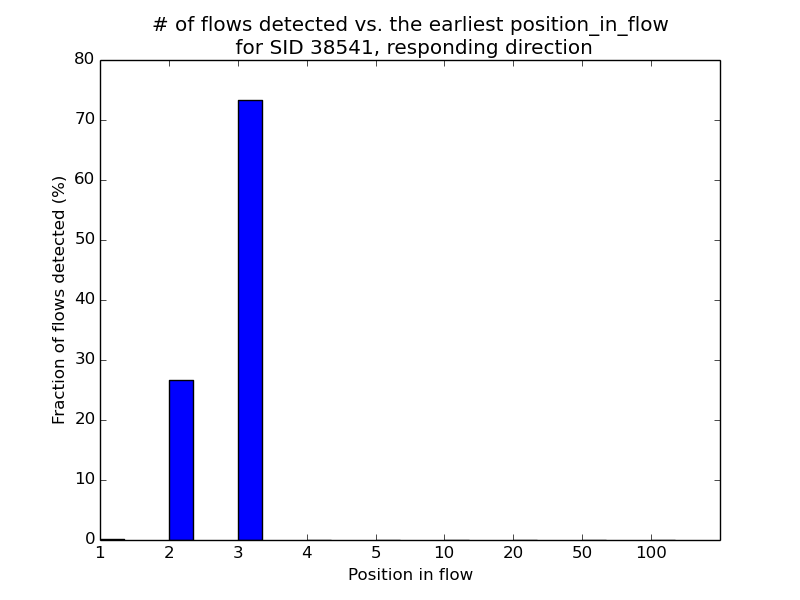 # of flows detected vs. the earliest position_in_flow
for SID 38541, responding direction
80
70
60
50
40
30
20
10
0
Fraction of flows detected (%)
1 2 3 4 5 10 20 50 100
Position in flow